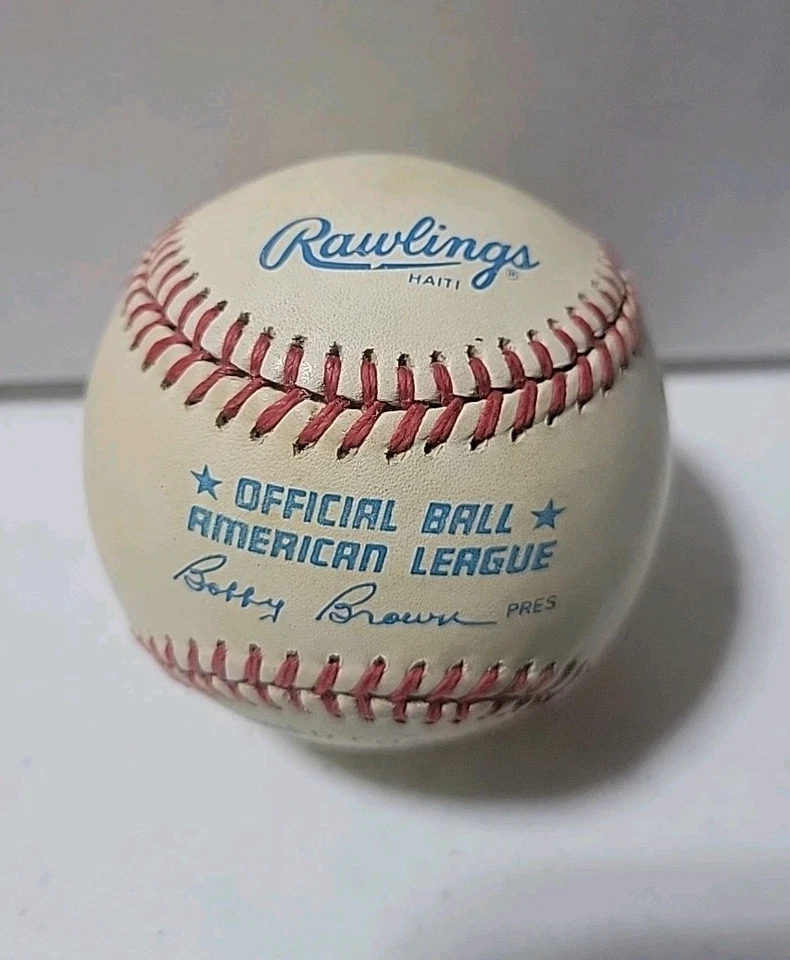 Rawlings ®
HAITI
★ OFFICIAL BALL ★
AMERICAN LEAGUE
Bobby Brown PRES.